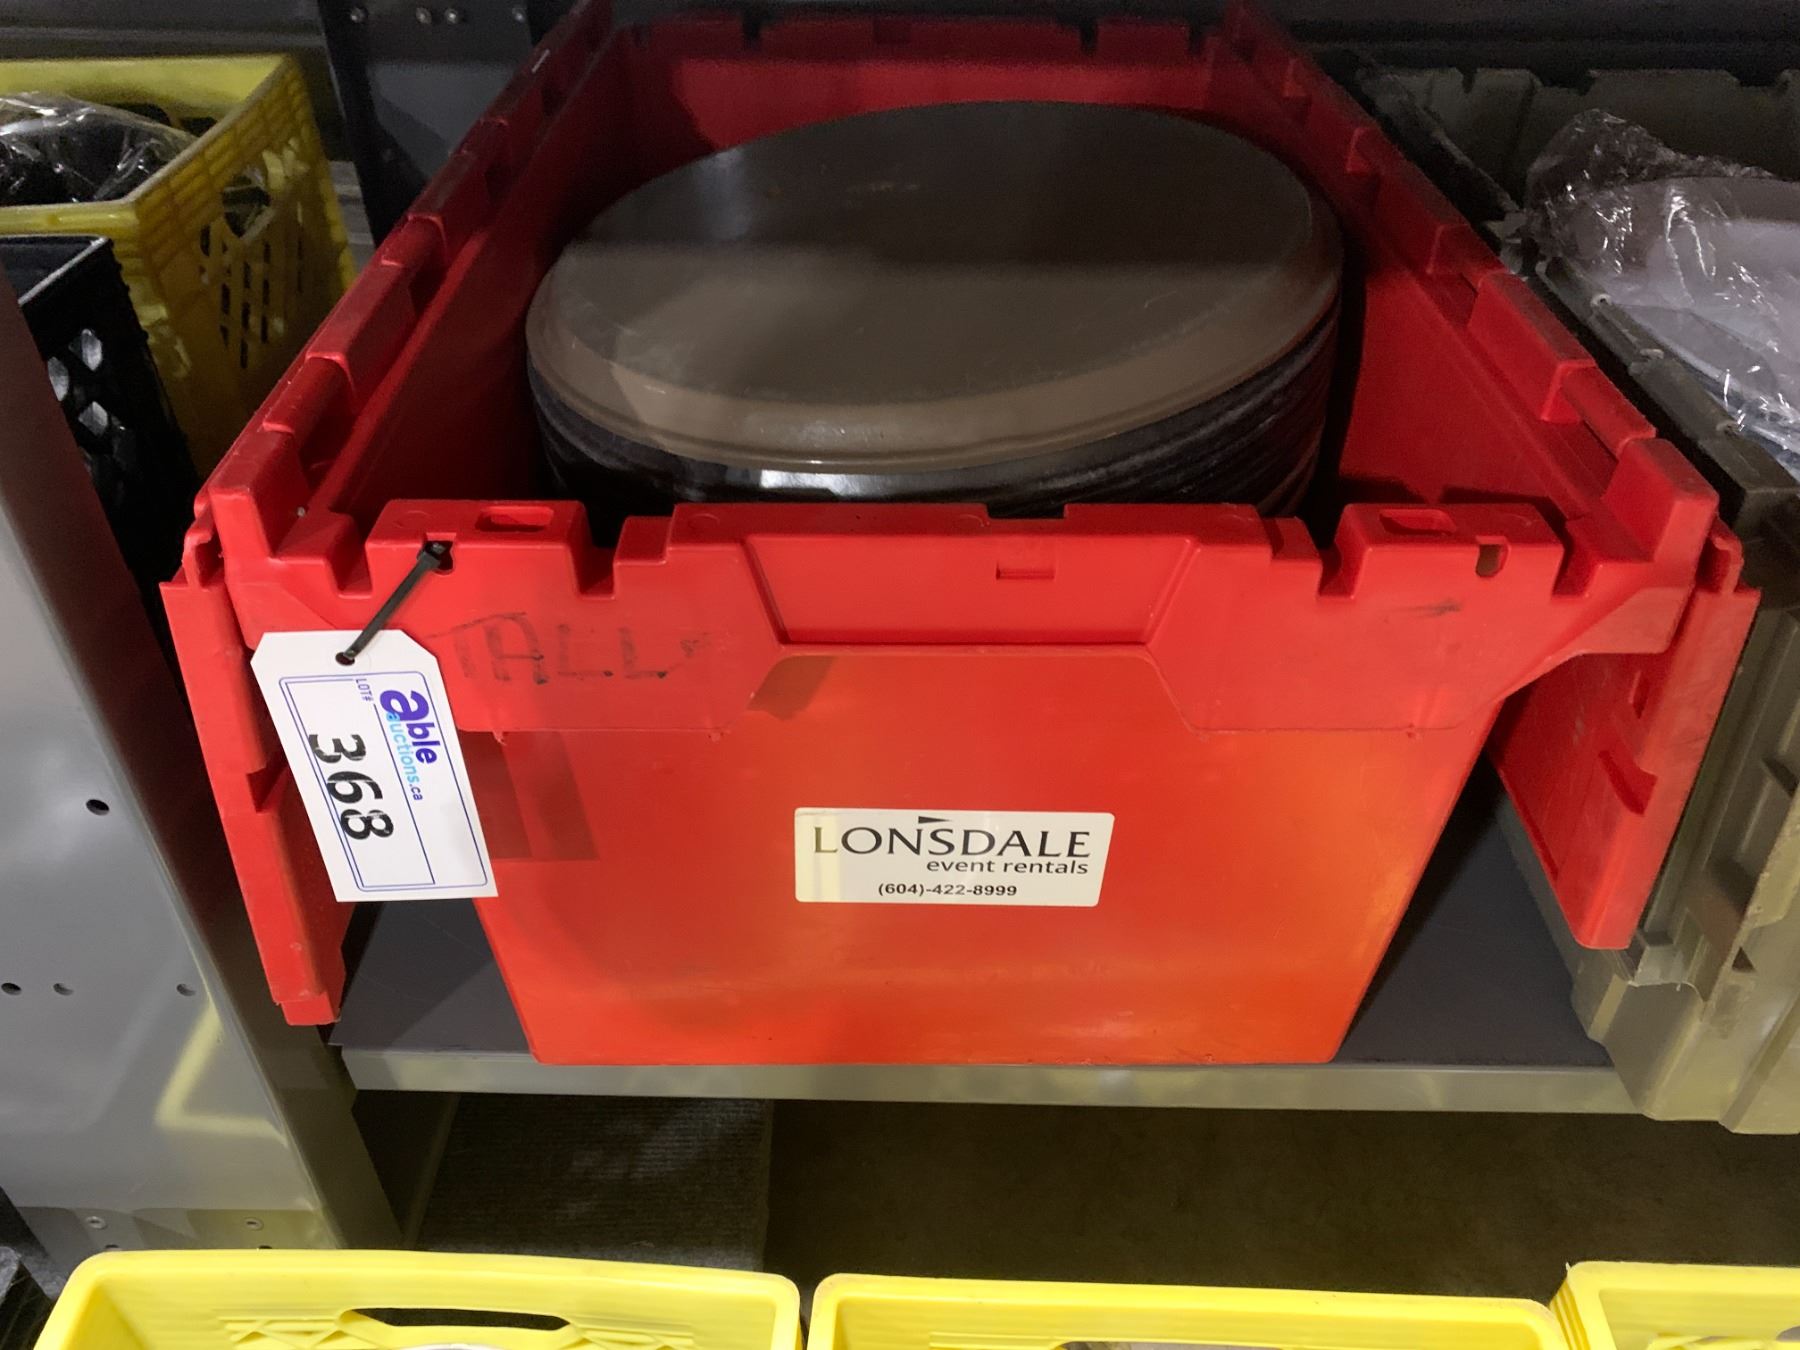 TALL
able
auctions.ca
LOT#
368
LONSDALE
event rentals
(604)-422-8999